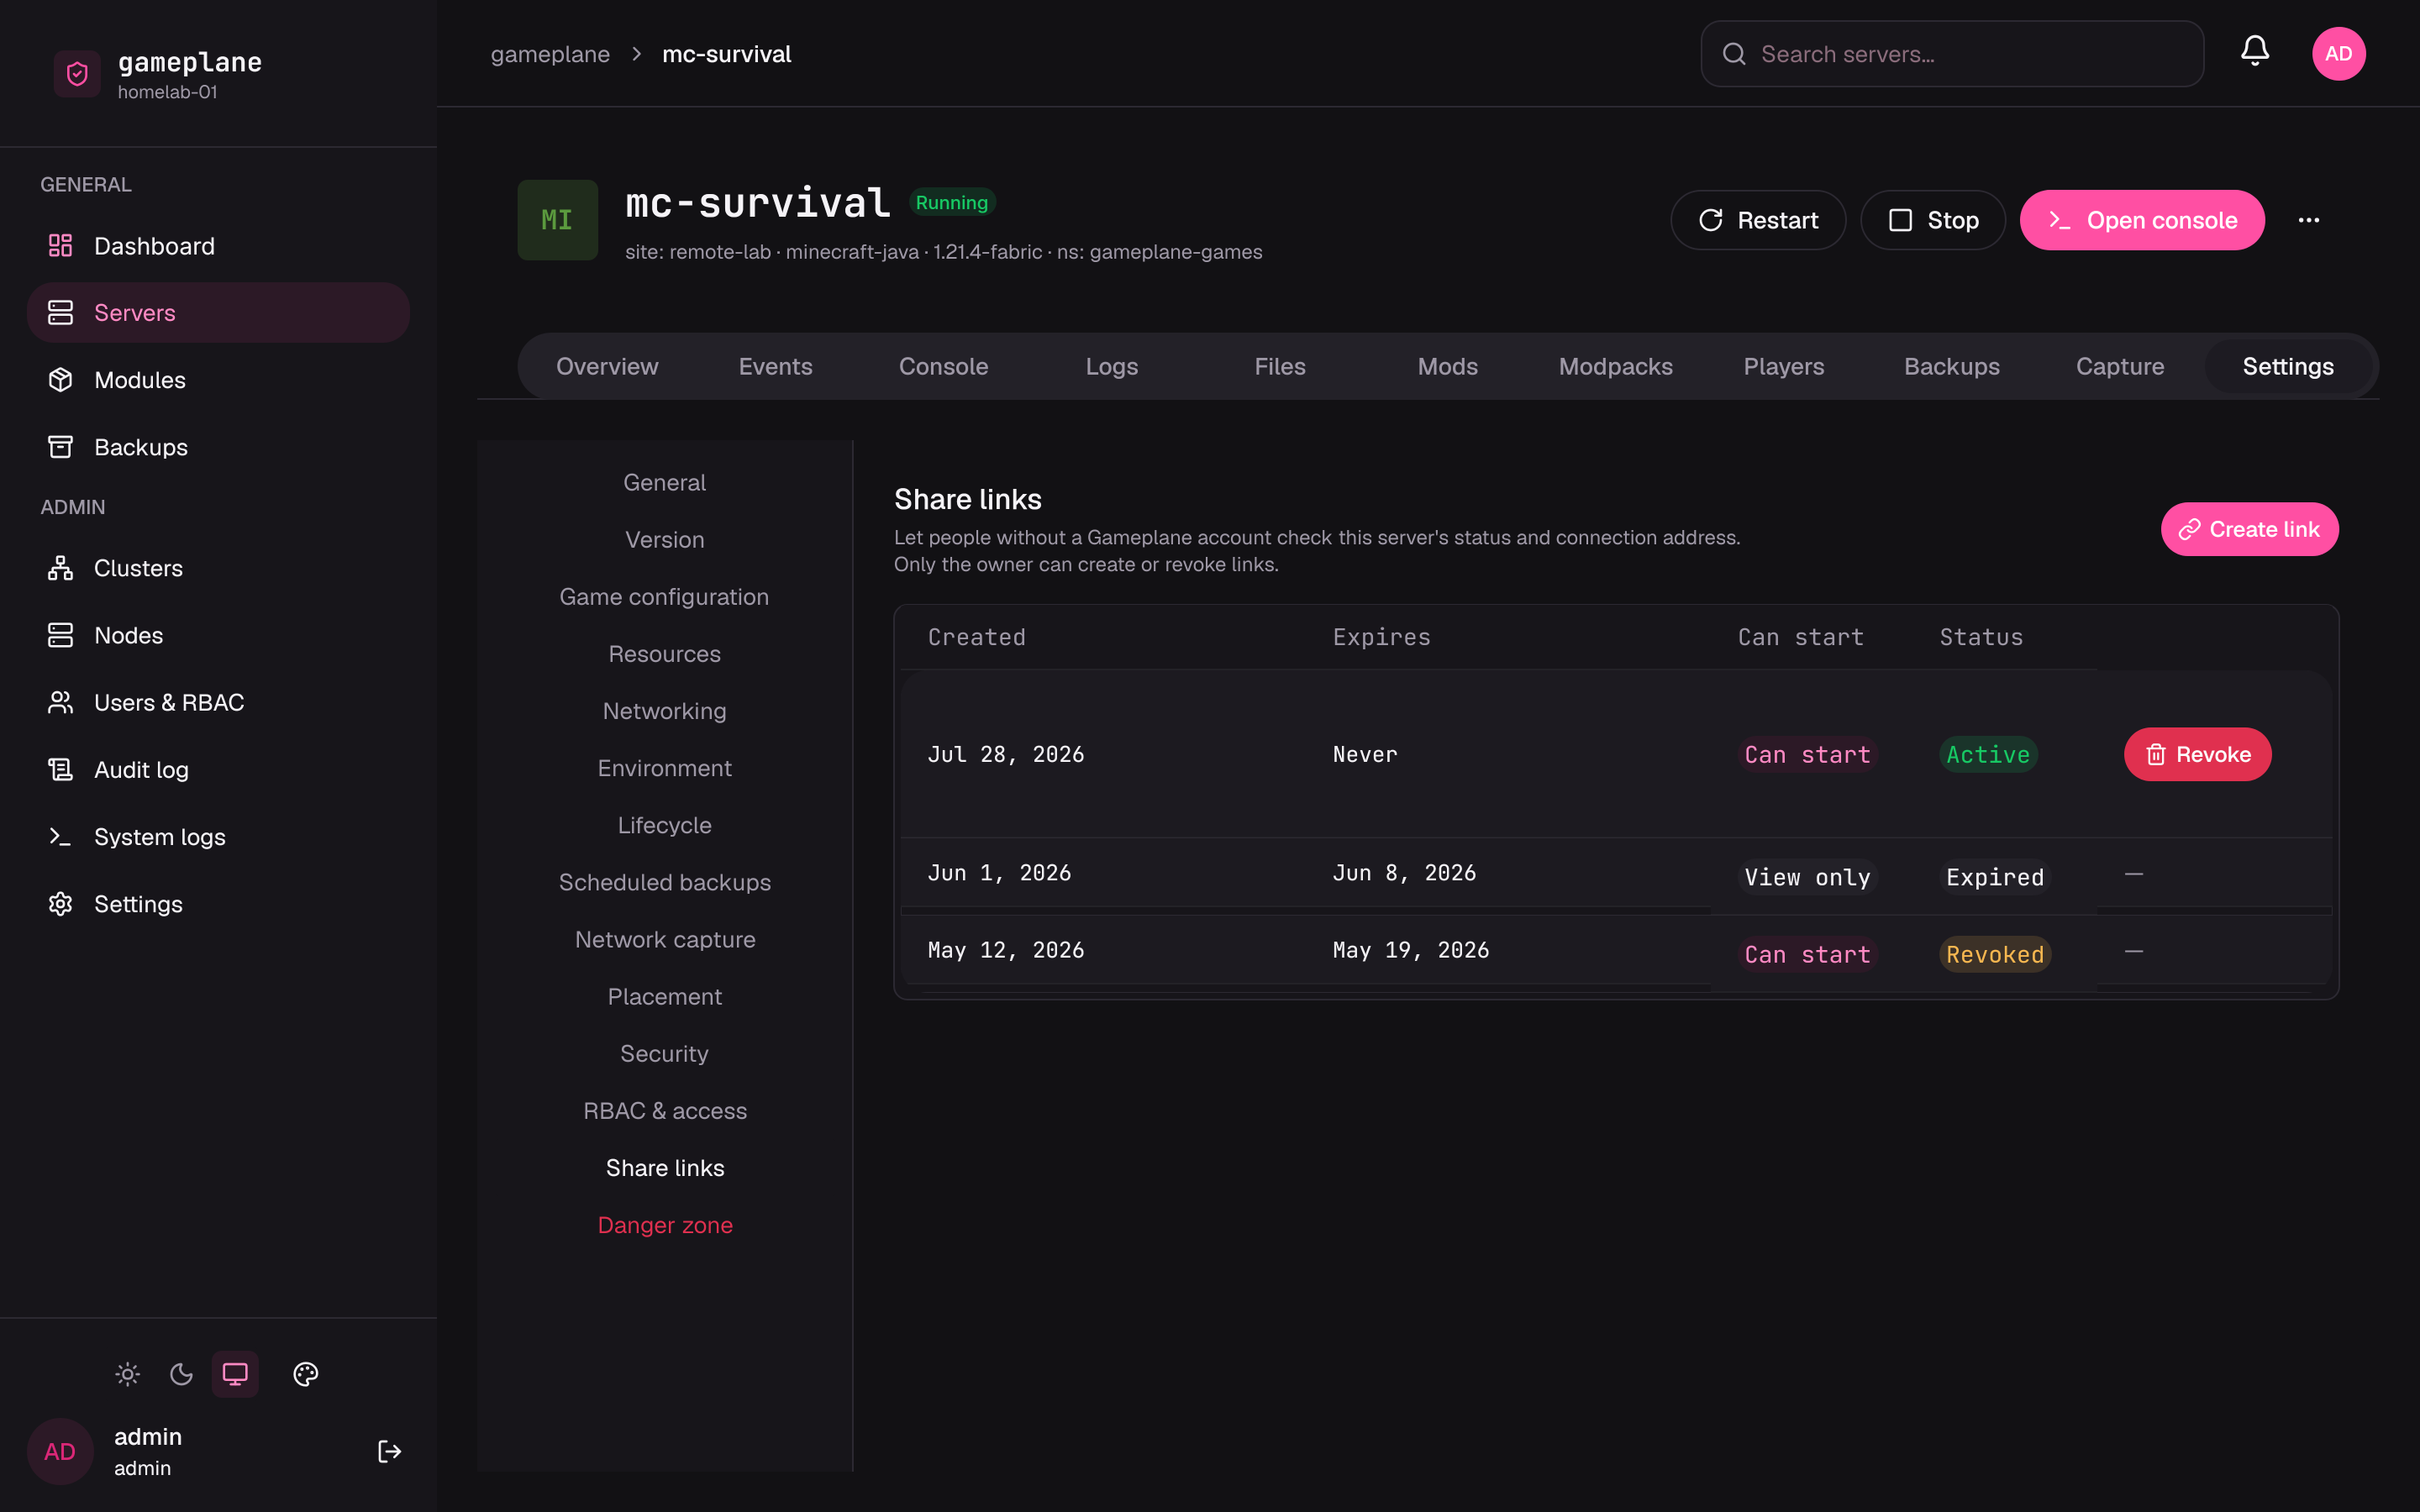 gameplane
homelab-01
GENERAL
Dashboard
Servers
Modules
Backups
ADMIN
Clusters
Nodes
Users & RBAC
Audit log
System logs
Settings
AD
admin
admin
gameplane
mc-survival
Search servers...
AD
MI
mc-survival
Running
site: remote-lab · minecraft-java · 1.21.4-fabric · ns: gameplane-games
Restart
Stop
Open console
Overview
Events
Console
Logs
Files
Mods
Modpacks
Players
Backups
Capture
Settings
General
Version
Game configuration
Resources
Networking
Environment
Lifecycle
Scheduled backups
Network capture
Placement
Security
RBAC & access
Share links
Danger zone
Share links
Let people without a Gameplane account check this server's status and connection address.
Only the owner can create or revoke links.
Create link
Created Expires Can start Status
Jul 28, 2026 Never Can start Active Revoke
Jun 1, 2026 Jun 8, 2026 View only Expired —
May 12, 2026 May 19, 2026 Can start Revoked —